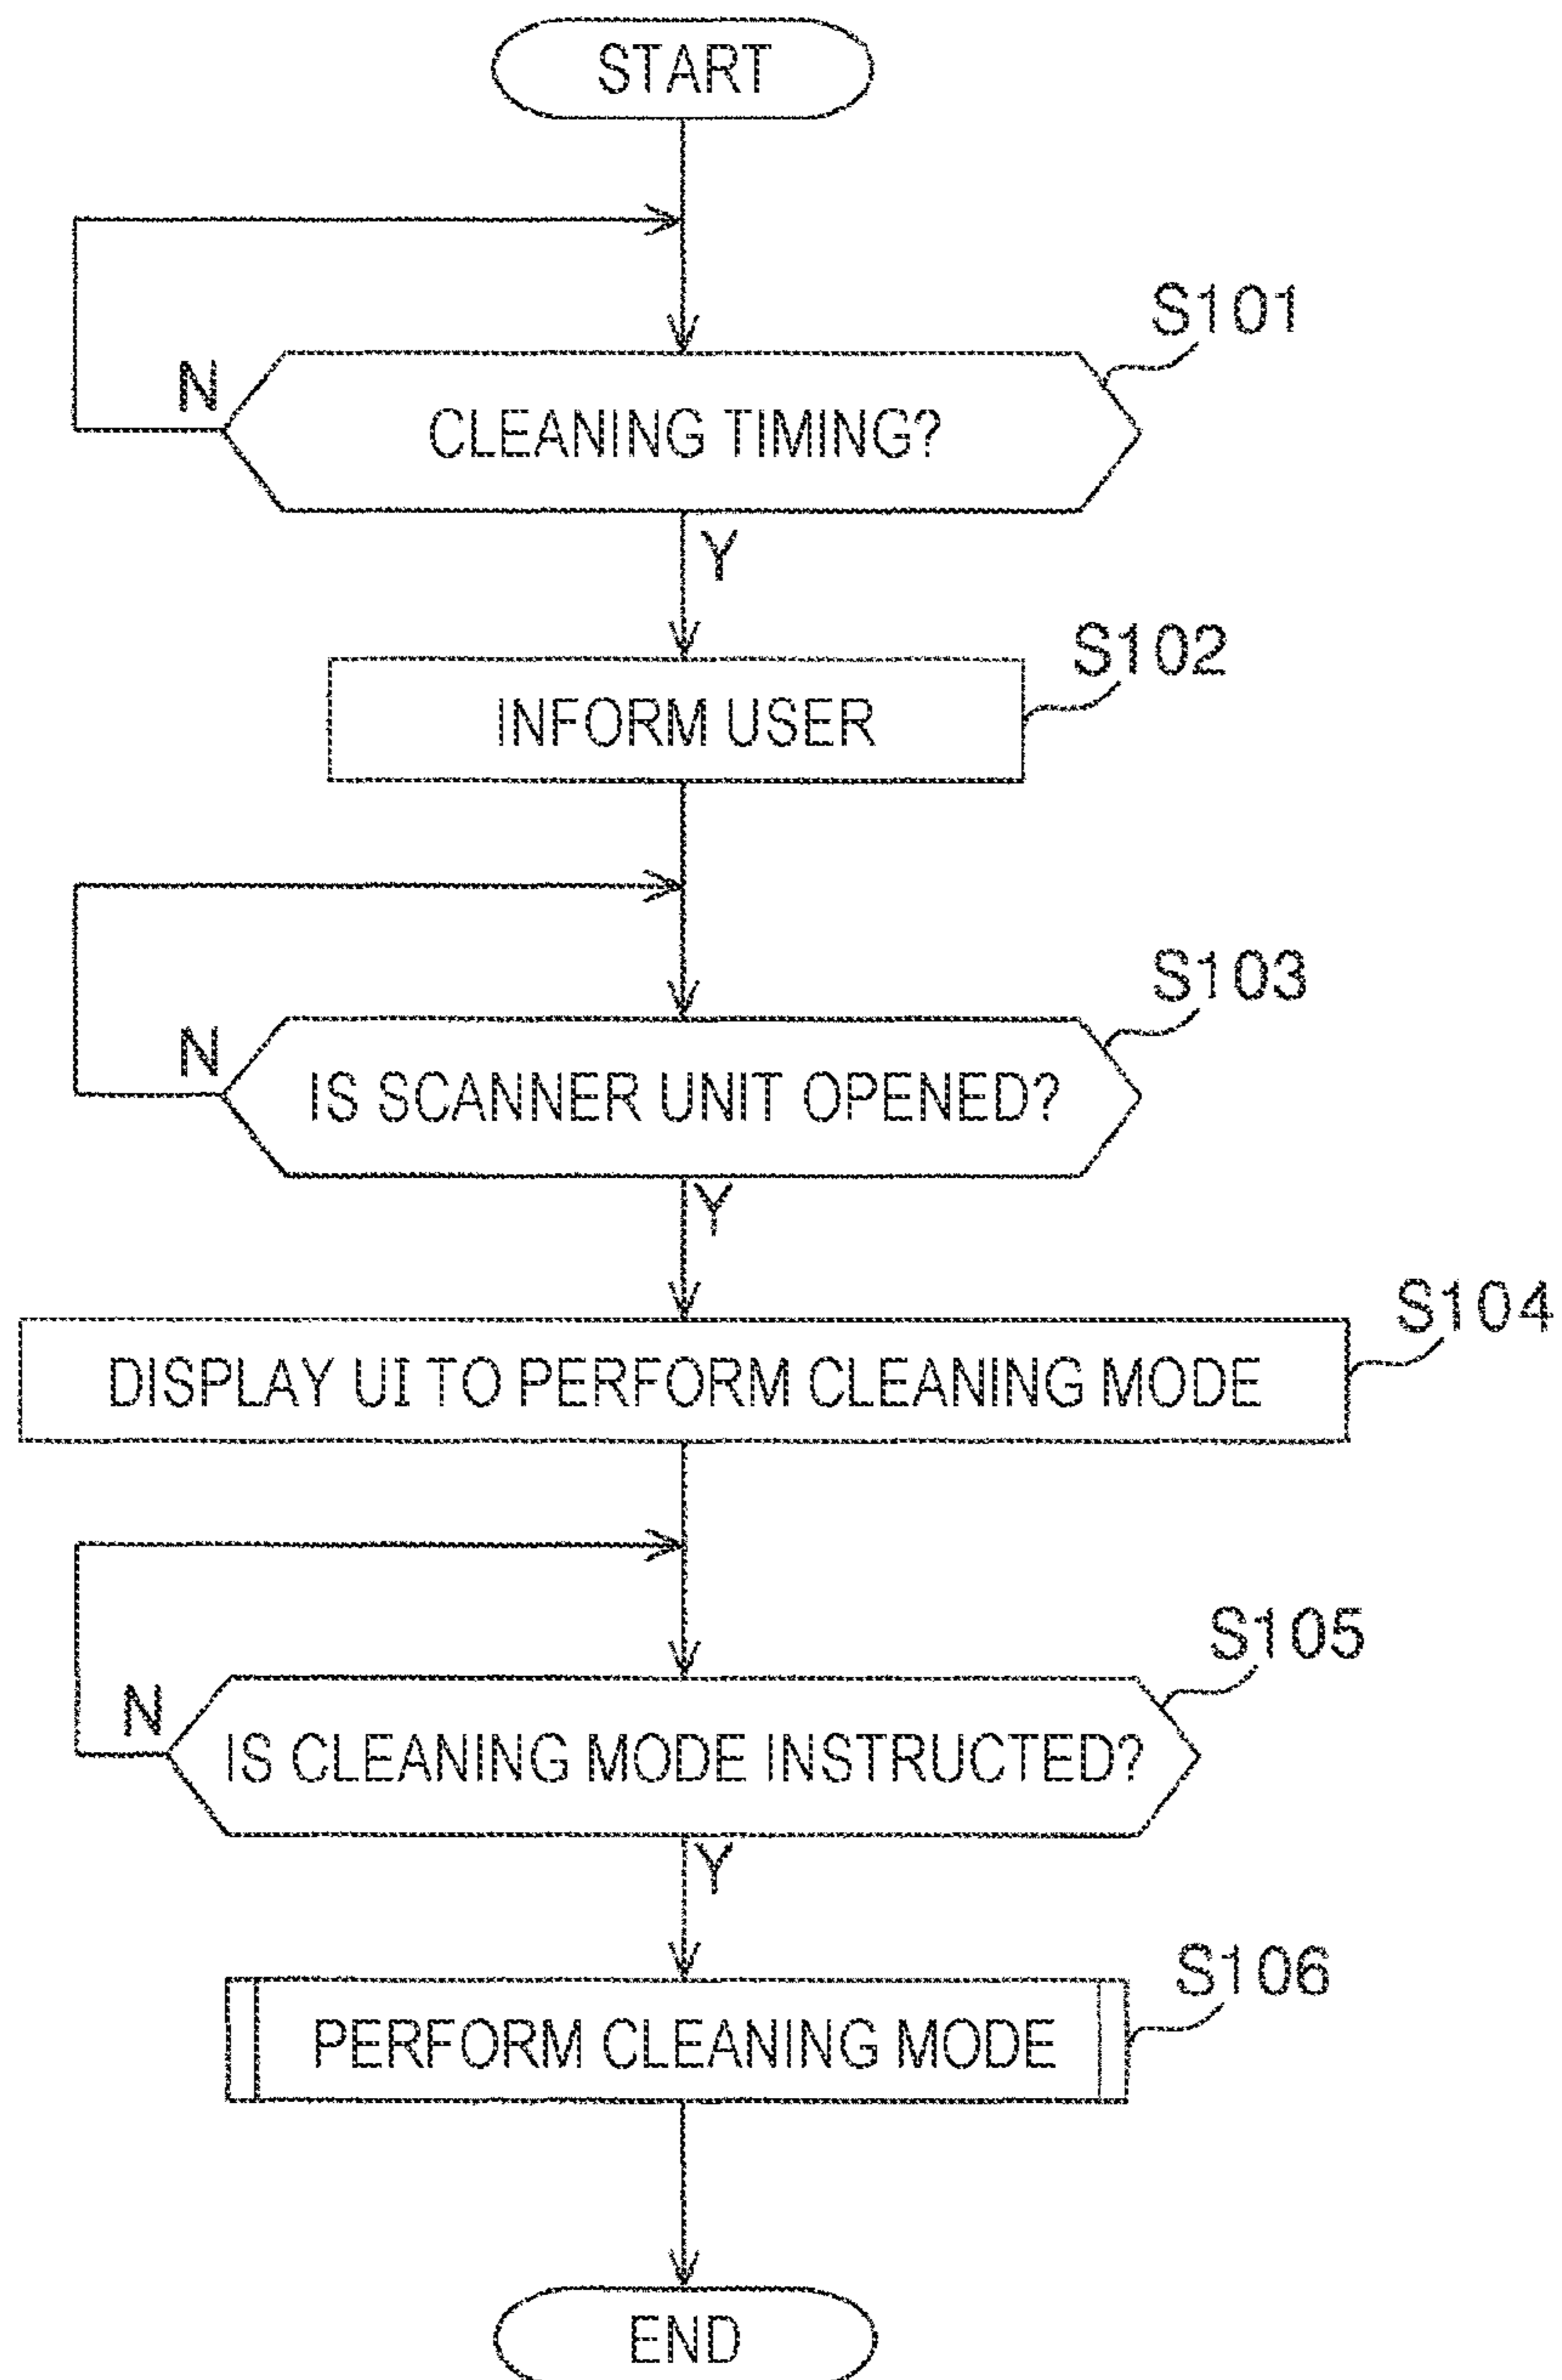 START
S101
N
CLEANING TIMING?
Y
S102
INFORM USER
S103
N
IS SCANNER UNIT OPENED?
Y
S104
DISPLAY UI TO PERFORM CLEANING MODE
S105
N
IS CLEANING MODE INSTRUCTED?
Y
S106
PERFORM CLEANING MODE
END